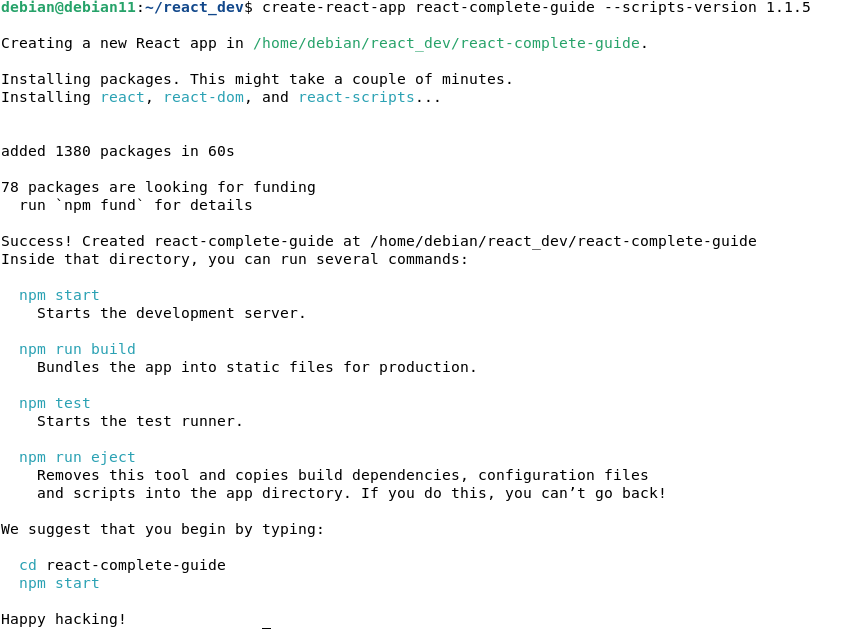 debian@debian11:~/react_dev$ create-react-app react-complete-guide --scripts-version 1.1.5
Creating a new React app in /home/debian/react_dev/react-complete-guide.
Installing packages. This might take a couple of minutes.
Installing react, react-dom, and react-scripts...
added 1380 packages in 60s
78 packages are looking for funding
  run `npm fund` for details
Success! Created react-complete-guide at /home/debian/react_dev/react-complete-guide
Inside that directory, you can run several commands:
  npm start
    Starts the development server.
  npm run build
    Bundles the app into static files for production.
  npm test
    Starts the test runner.
  npm run eject
    Removes this tool and copies build dependencies, configuration files
    and scripts into the app directory. If you do this, you can’t go back!
We suggest that you begin by typing:
  cd react-complete-guide
  npm start
Happy hacking!